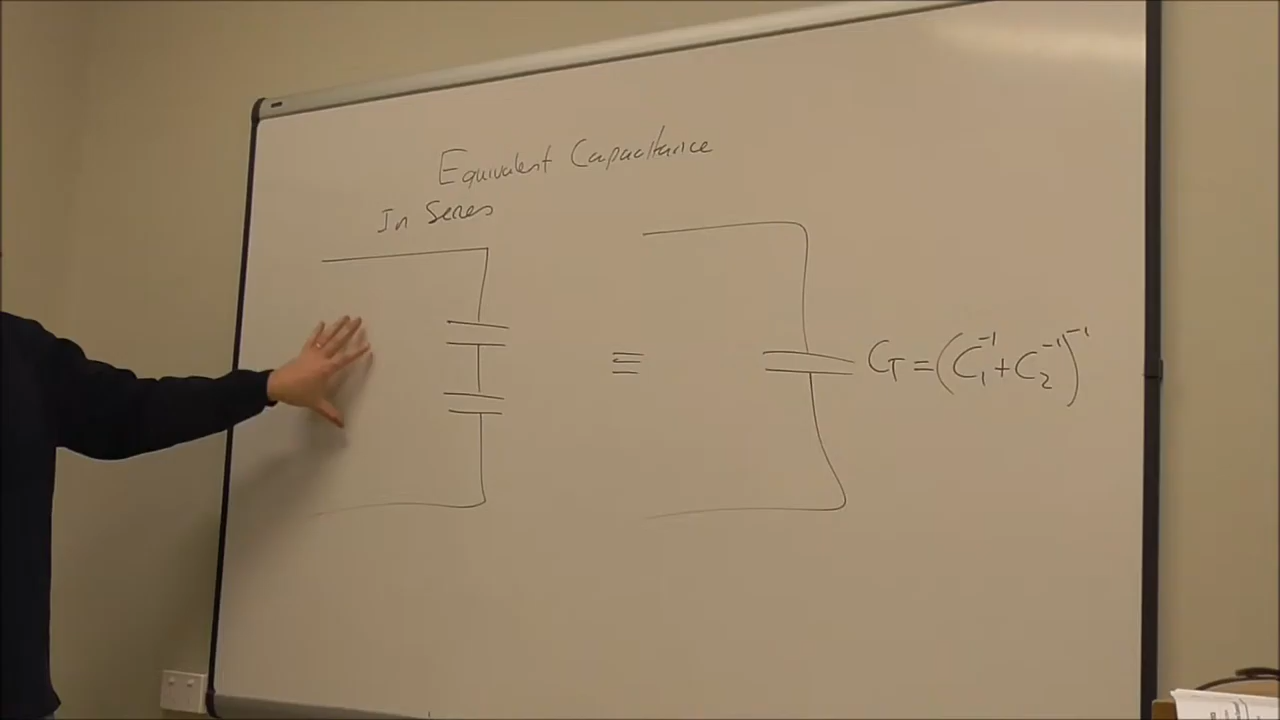 Equivalent Capacitance
In Series
≡
C_T = (C_1^{-1} + C_2^{-1})^{-1}